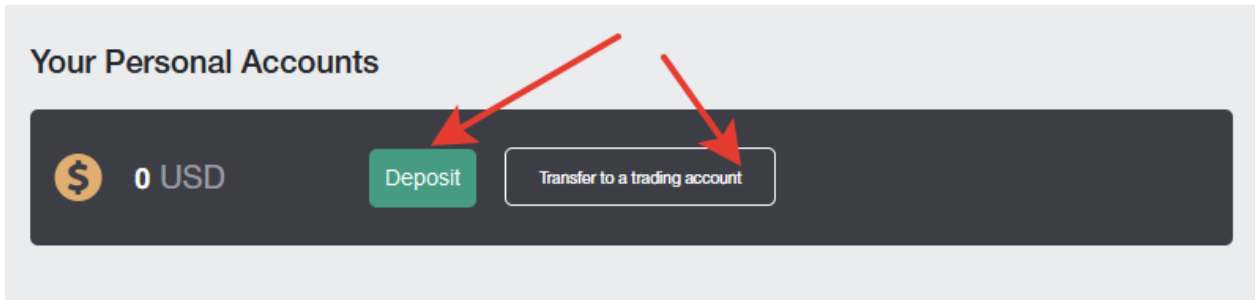 Your Personal Accounts
$ 0 USD Deposit Transfer to a trading account